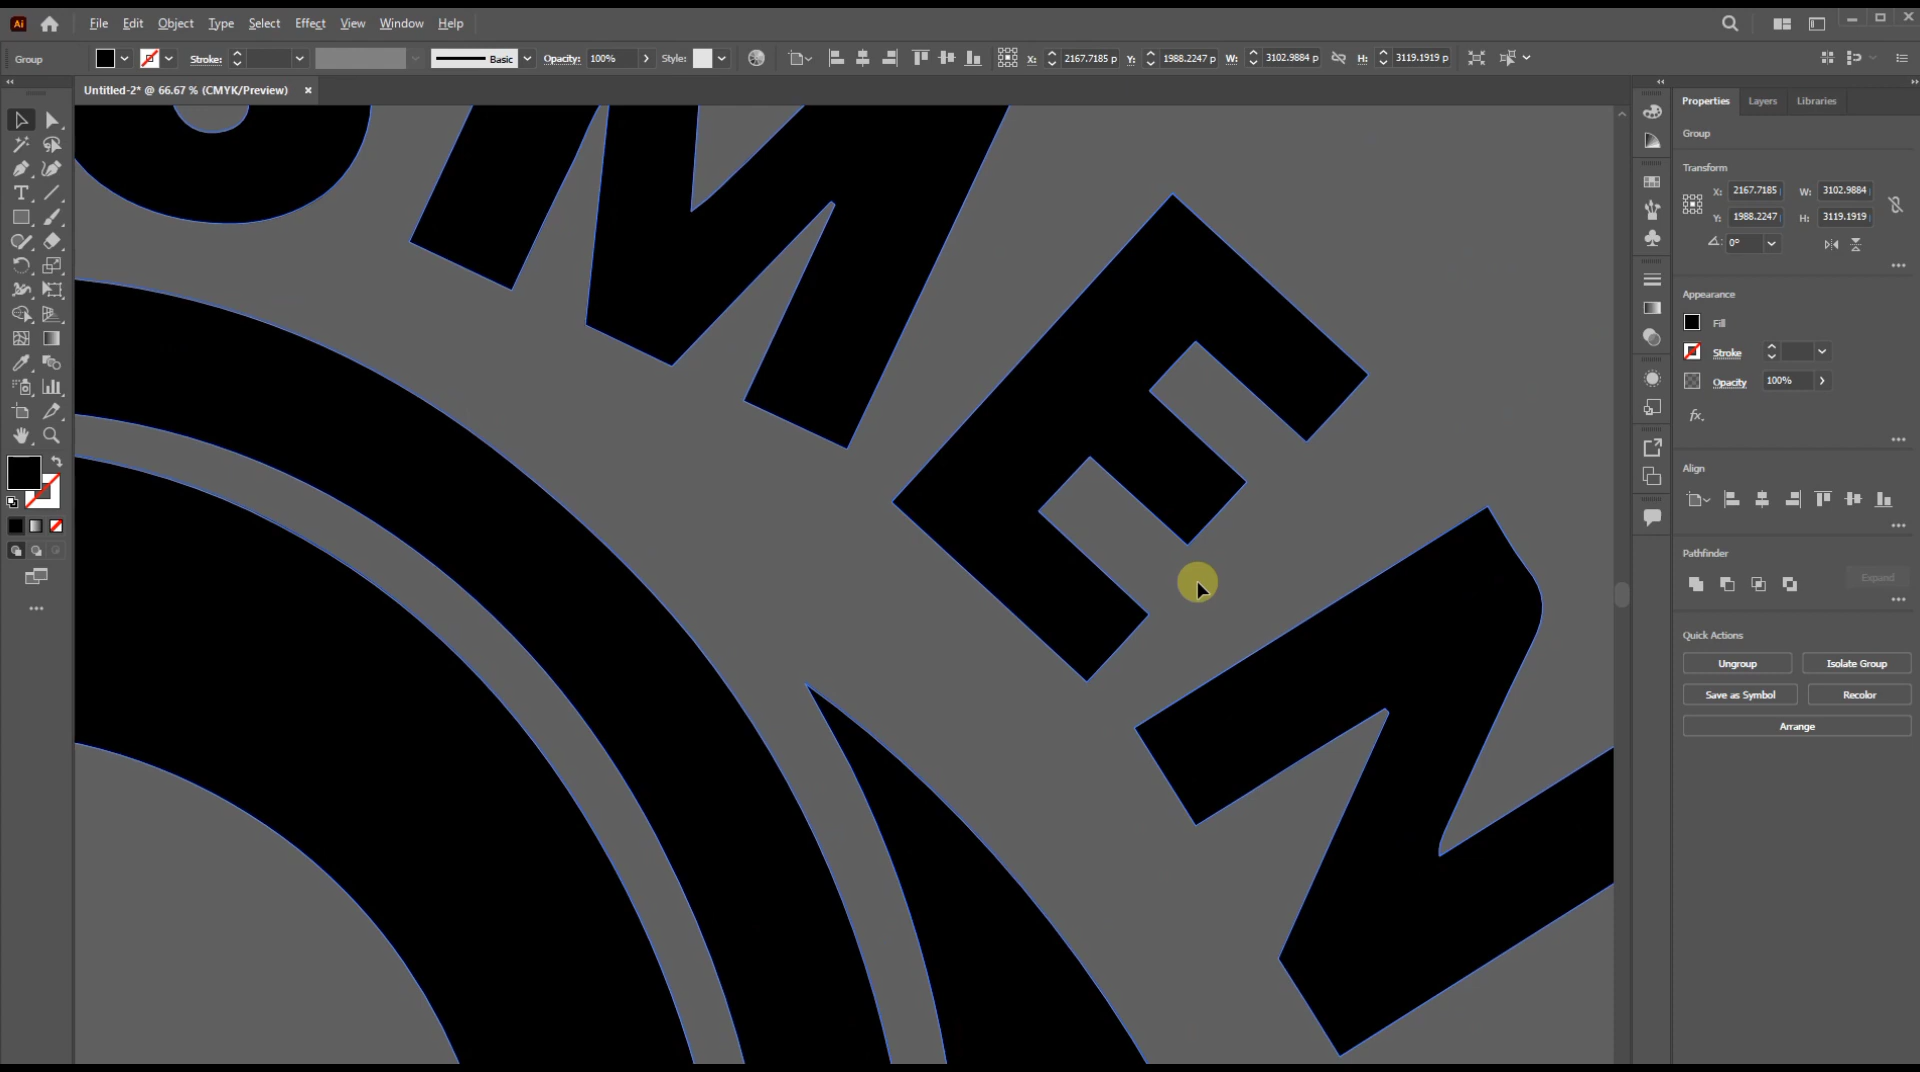 Ai File Edit Object Type Select Effect View Window Help
Group Stroke: Basic Opacity: 100% Style: X: 2167.7185 p Y: 1988.2247 p W: 3102.9884 p H: 3119.1919 p
Untitled-2* @ 66.67 % (CMYK/Preview) ×
Properties Layers Libraries
Group
Transform
X: 2167.7185 W: 3102.9884
Y: 1988.2247 H: 3119.1919
0°
Appearance
Fill
Stroke
Opacity 100%
fx.
Align
Pathfinder
Expand
Quick Actions
Ungroup Isolate Group
Save as Symbol Recolor
Arrange
M
E
N